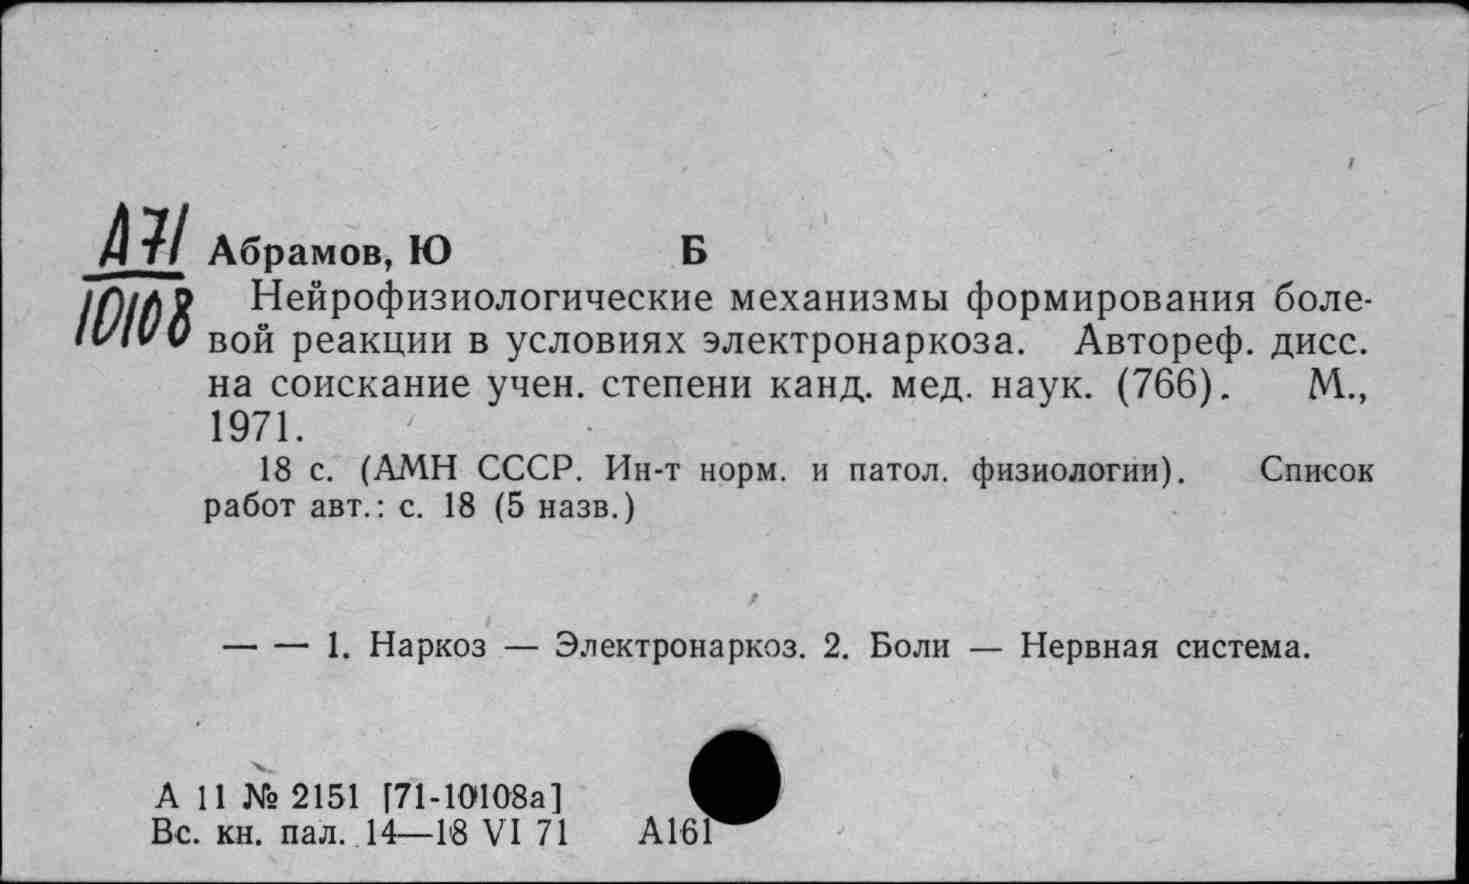 А71
10108
Абрамов, Ю Б
Нейрофизиологические механизмы формирования боле-
вой реакции в условиях электронаркоза. Автореф. дисс.
на соискание учен. степени канд. мед. наук. (766). М.,
1971.
18 с. (АМН СССР. Ин-т норм. и патол. физиологии). Список
работ авт.: с. 18 (5 назв.)
— — 1. Наркоз — Электронаркоз. 2. Боли — Нервная система.
А 11 № 2151 [71-10108а]
Вс. кн. пал. 14—18 VI 71 А161